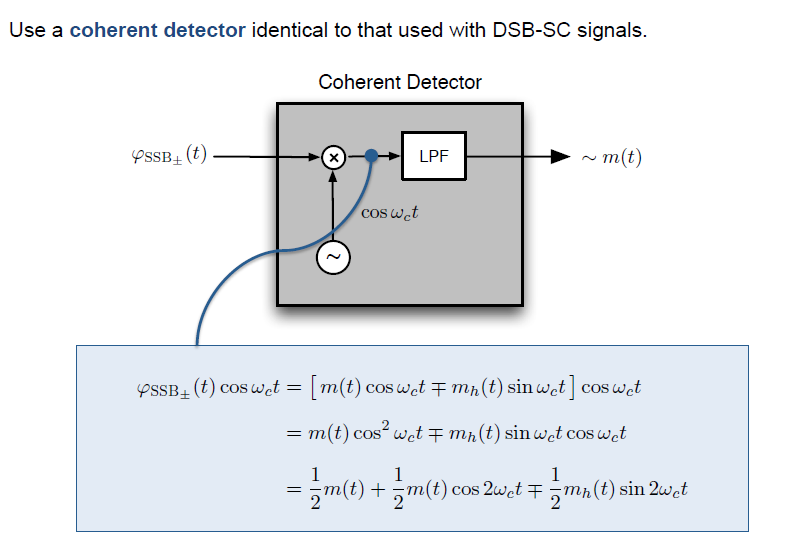 Use a coherent detector identical to that used with DSB-SC signals.
Coherent Detector
φSSB±(t)
×
LPF
∼ m(t)
cos ωct
∼
φSSB±(t) cos ωct = [m(t) cos ωct ∓ mh(t) sin ωct] cos ωct
= m(t) cos² ωct ∓ mh(t) sin ωct cos ωct
= 1/2 m(t) + 1/2 m(t) cos 2ωct ∓ 1/2 mh(t) sin 2ωct